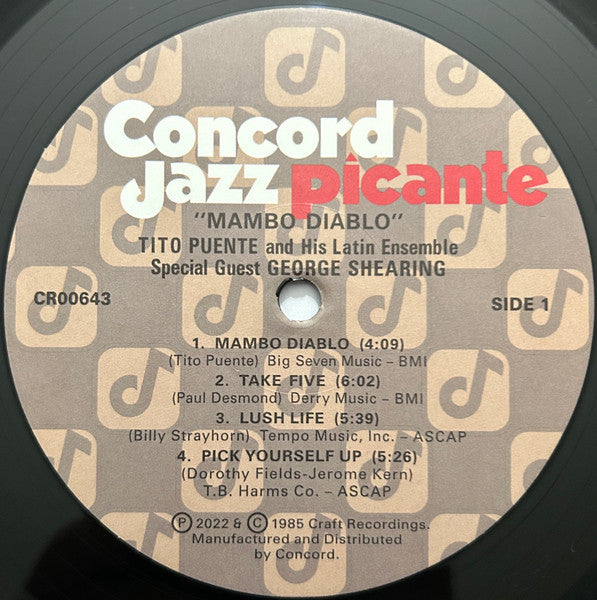 Concord
Jazz picante
"MAMBO DIABLO"
TITO PUENTE and His Latin Ensemble
Special Guest GEORGE SHEARING
CR00643
SIDE 1
1. MAMBO DIABLO (4:09)
(Tito Puente) Big Seven Music – BMI
2. TAKE FIVE (6:02)
(Paul Desmond) Derry Music – BMI
3. LUSH LIFE (5:39)
(Billy Strayhorn) Tempo Music, Inc. – ASCAP
4. PICK YOURSELF UP (5:26)
(Dorothy Fields-Jerome Kern)
T.B. Harms Co. – ASCAP
Ⓟ 2022 & Ⓒ 1985 Craft Recordings.
Manufactured and Distributed
by Concord.